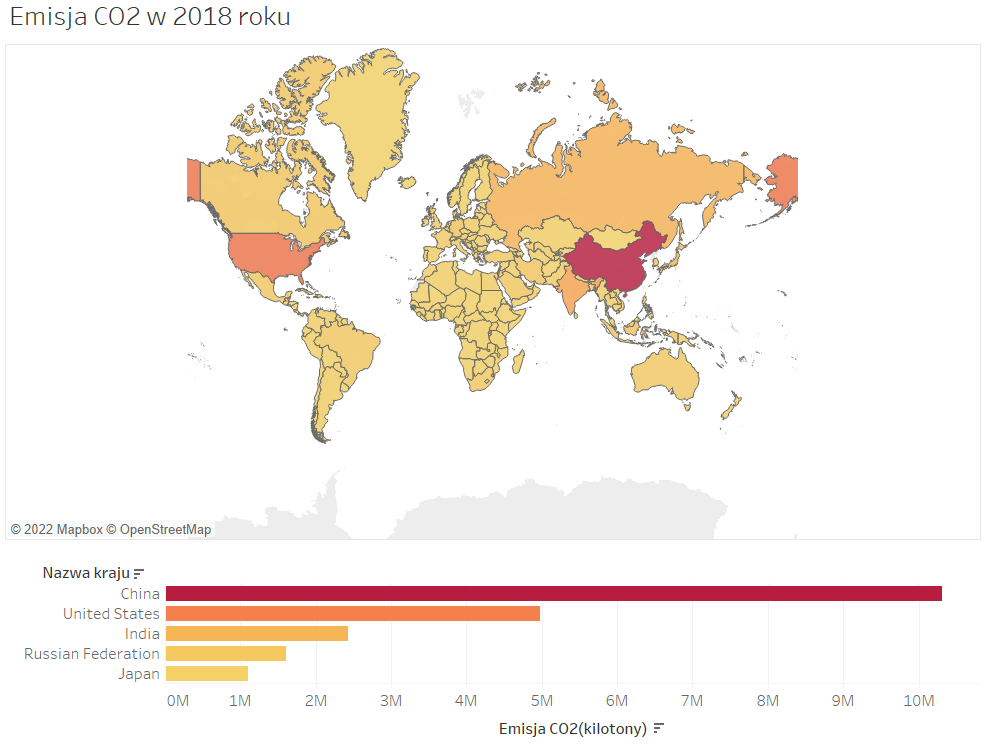 Emisja CO2 w 2018 roku
© 2022 Mapbox © OpenStreetMap
Nazwa kraju
China
United States
India
Russian Federation
Japan
0M 1M 2M 3M 4M 5M 6M 7M 8M 9M 10M
Emisja CO2(kilotony)